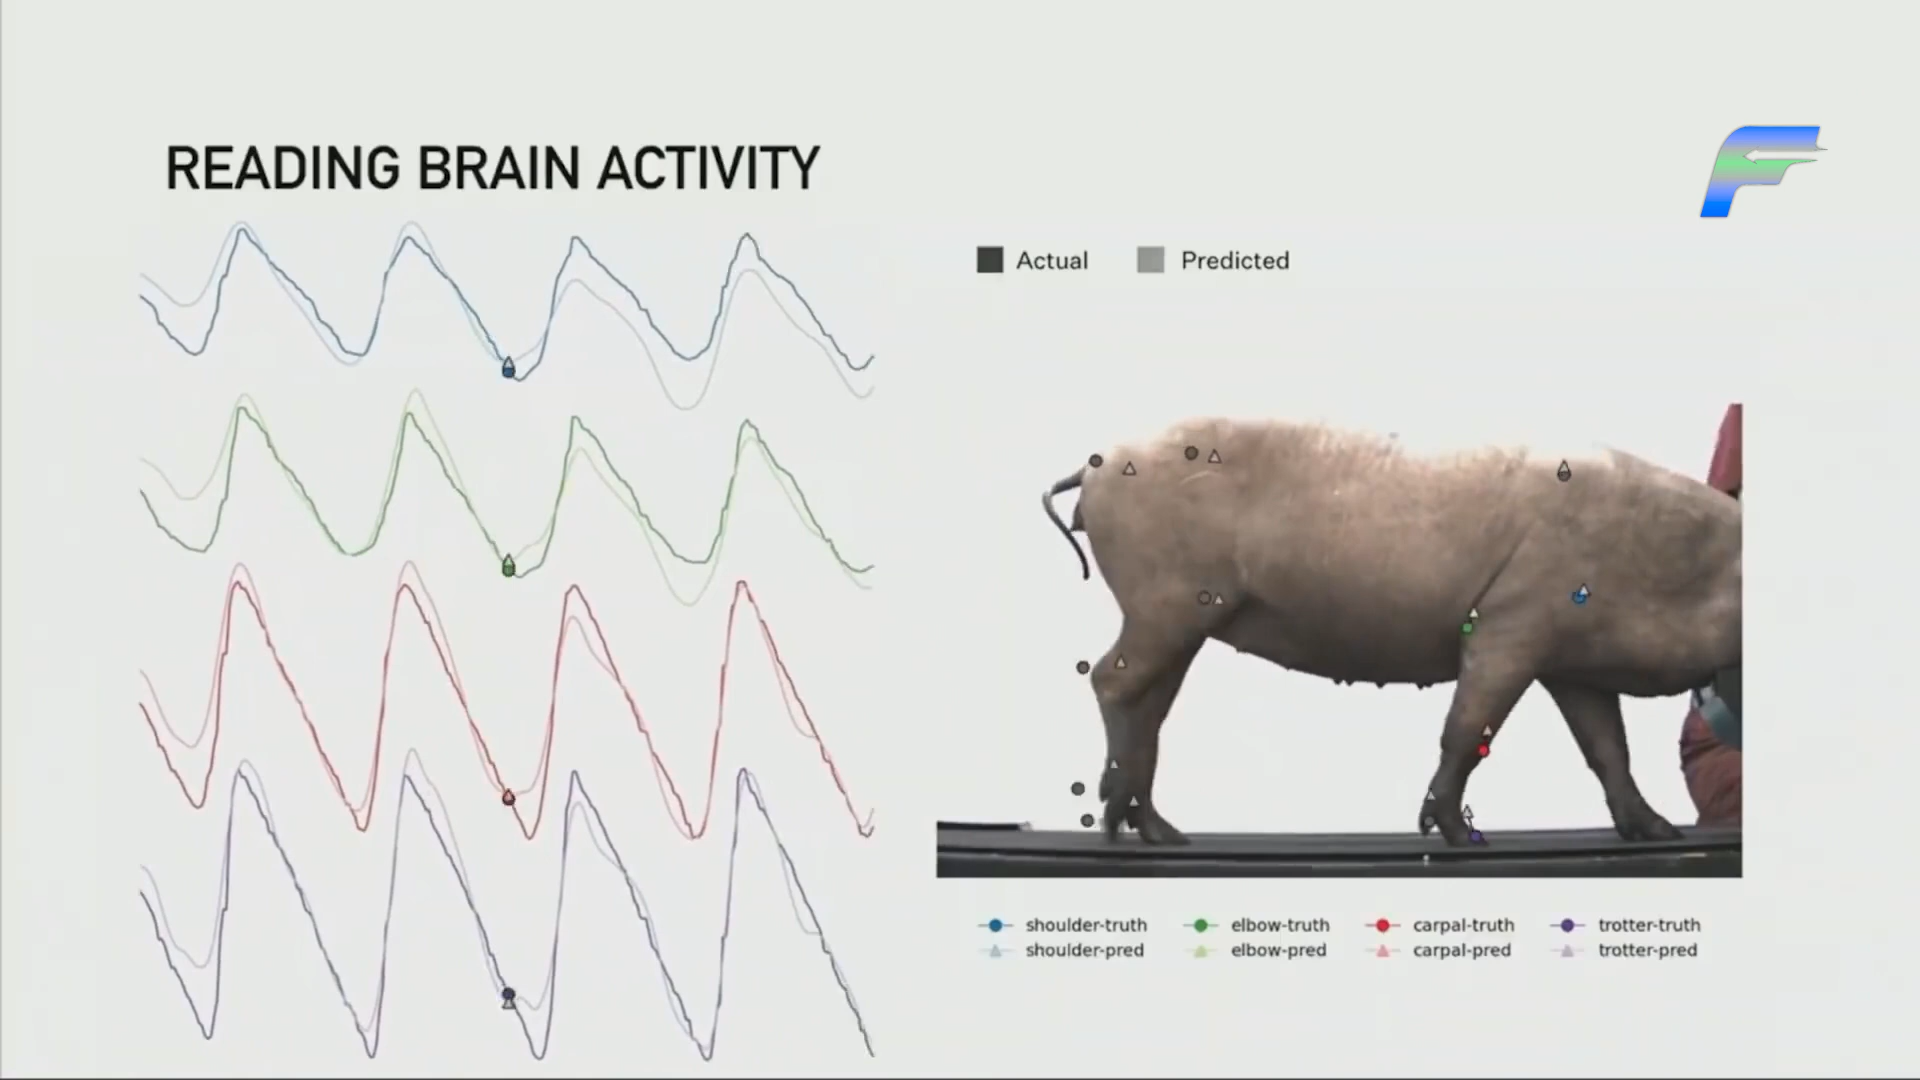 READING BRAIN ACTIVITY
Actual Predicted
shoulder-truth elbow-truth carpal-truth trotter-truth
shoulder-pred elbow-pred carpal-pred trotter-pred